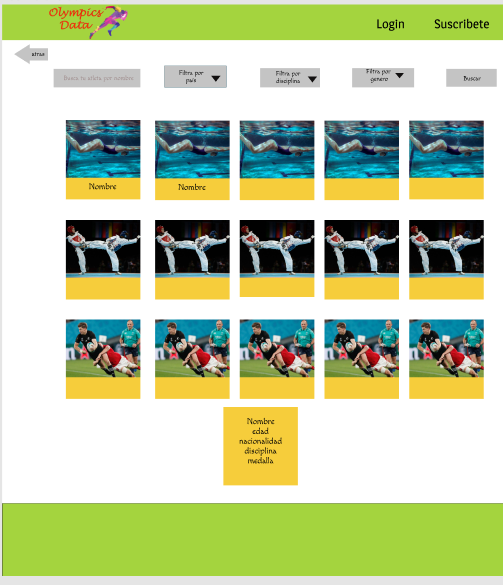 Olympics
Data
Login
Suscribete
atras
Busca tu atleta por nombre
Filtra por
pais
Filtra por
disciplina
Filtra por
genero
Buscar
Nombre
Nombre
Nombre
edad
nacionalidad
disciplina
medalla